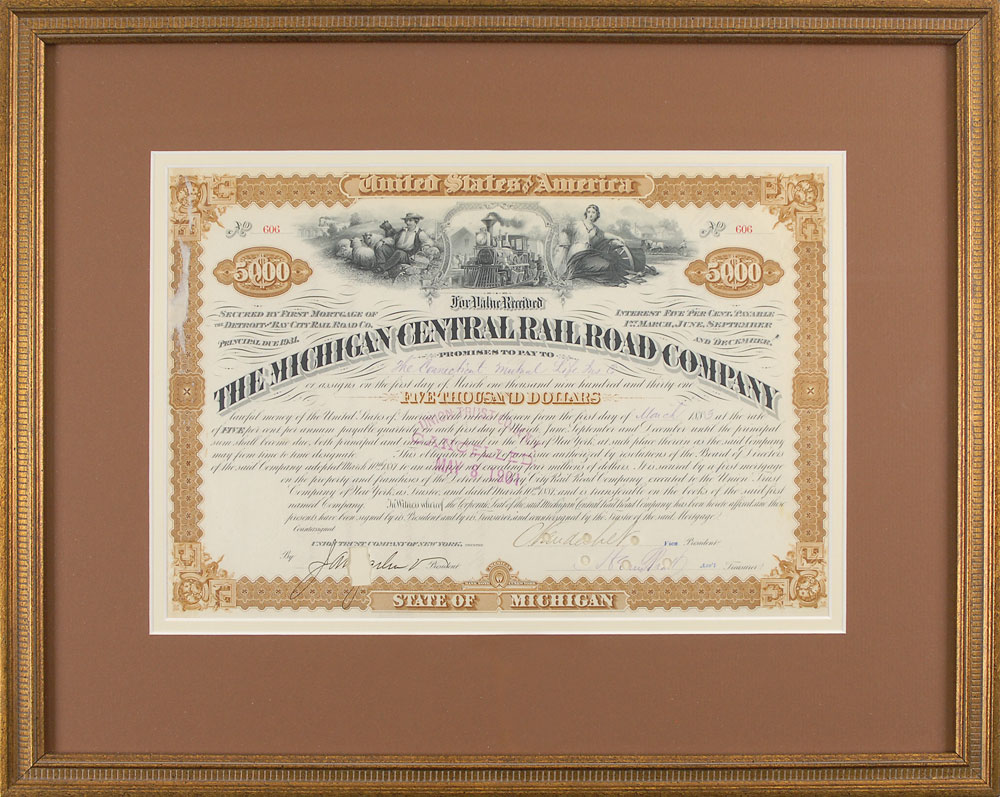 United States of America
No 606
No 606
5000
5000
For Value Received
Secured by First Mortgage of
the Detroit and Bay City Rail Road Co.
Principal due 1931.
Interest Five Per Cent. Payable
1st March, June, September
and December.
THE MICHIGAN CENTRAL RAIL ROAD COMPANY
PROMISES TO PAY TO
The Connecticut Mutual Life Ins Co
or assigns on the first day of March one thousand nine hundred and thirty one
FIVE THOUSAND DOLLARS
Lawful money of the United States of America with interest thereon from the first day of March 1883 at the rate
of FIVE per cent per annum payable quarterly on each first day of March, June, September and December until the principal
sum shall become due, both principal and interest payable in the City of New York, at such place therein as the said Company
may from time to time designate. This obligation is one of a series authorized by resolutions of the Board of Directors
of the said Company adopted March 10th 1881 to an amount not exceeding four millions of dollars. It is secured by a first mortgage
on the property and franchises of the Detroit and Bay City Rail Road Company executed to the Union Trust
Company of New York, as Trustee, and dated March 16th 1881, and is transferable on the books of the said first
named Company. In Witness whereof the corporate Seal of the said Michigan Central Rail Road Company has been hereto affixed and these
presents have been signed by its President and by its Treasurer and countersigned by the Trustee of the said Mortgage.
UNION TRUST
CANCELLED
MAY 8 1901
Countersigned
UNION TRUST COMPANY OF NEW YORK, TRUSTEE
By President
C Vanderbilt Vice President
Treasurer
STATE OF MICHIGAN